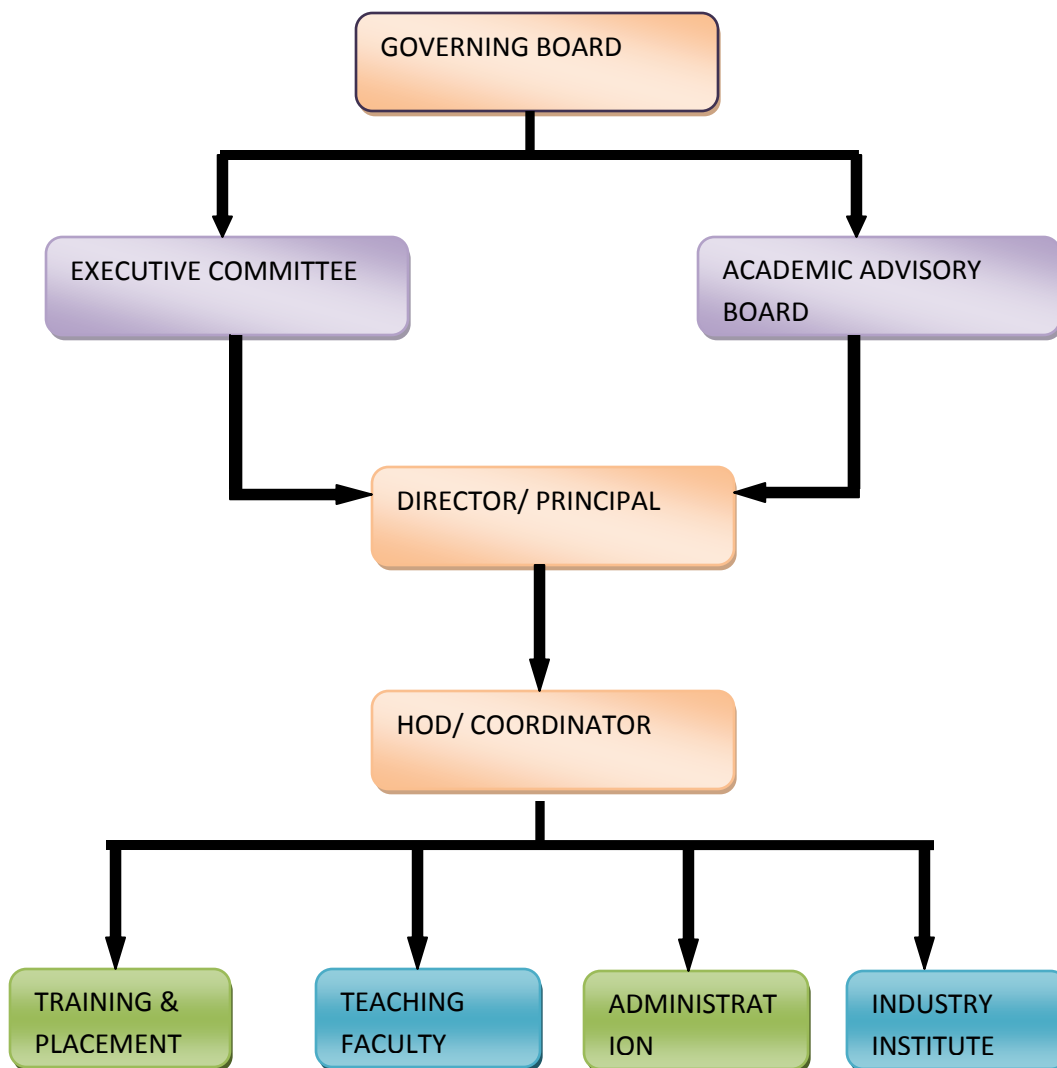 GOVERNING BOARD
EXECUTIVE COMMITTEE
ACADEMIC ADVISORY
BOARD
DIRECTOR/ PRINCIPAL
HOD/ COORDINATOR
TRAINING &
PLACEMENT
TEACHING
FACULTY
ADMINISTRAT
ION
INDUSTRY
INSTITUTE